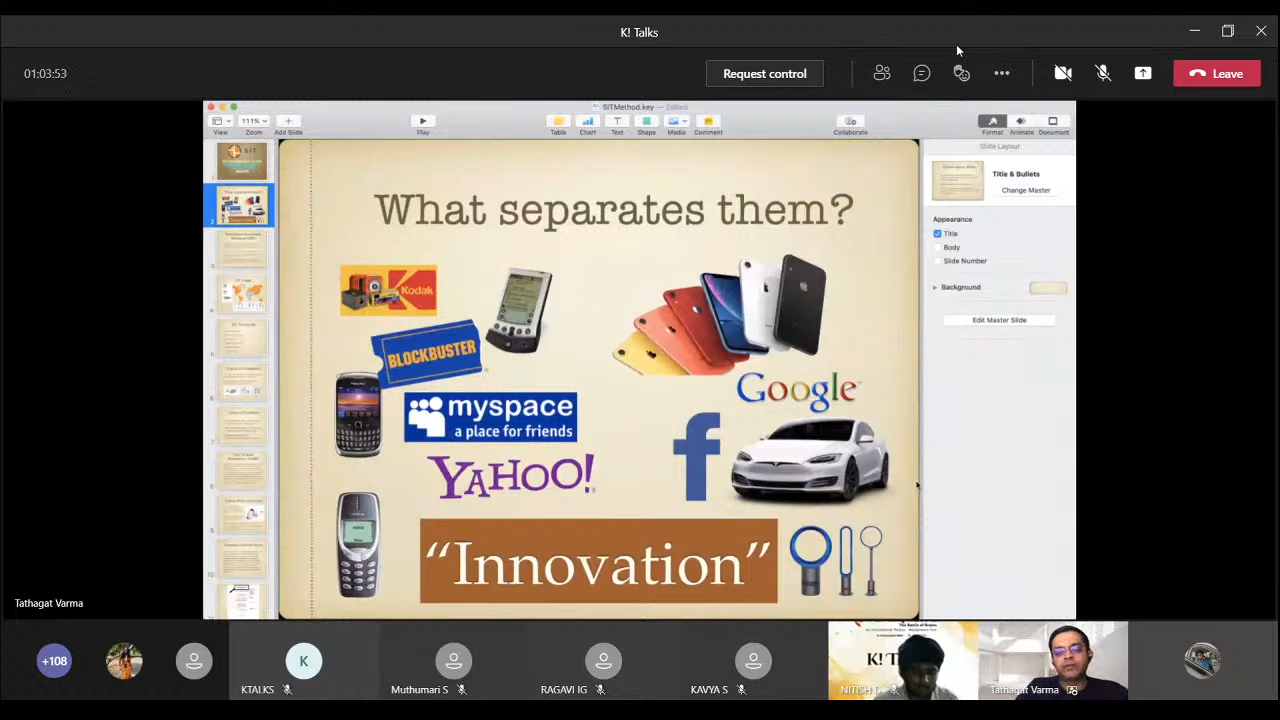 K! Talks
01:03:53
Request control
Leave
SITMethod.key — Edited
111%
View
Zoom
Add Slide
Play
Table
Chart
Text
Shape
Media
Comment
Collaborate
Format
Animate
Document
Slide Layout
Title & Bullets
Change Master
Appearance
Title
Body
Slide Number
Background
Edit Master Slide
What separates them?
Kodak
BLOCKBUSTER
myspace
a place for friends
YAHOO!
Google
f
“Innovation”
Tathagat Varma
+108
K
KTALKS
Muthumari S
RAGAVI IG
KAVYA S
K! T
NITISH D
Tathagat Varma